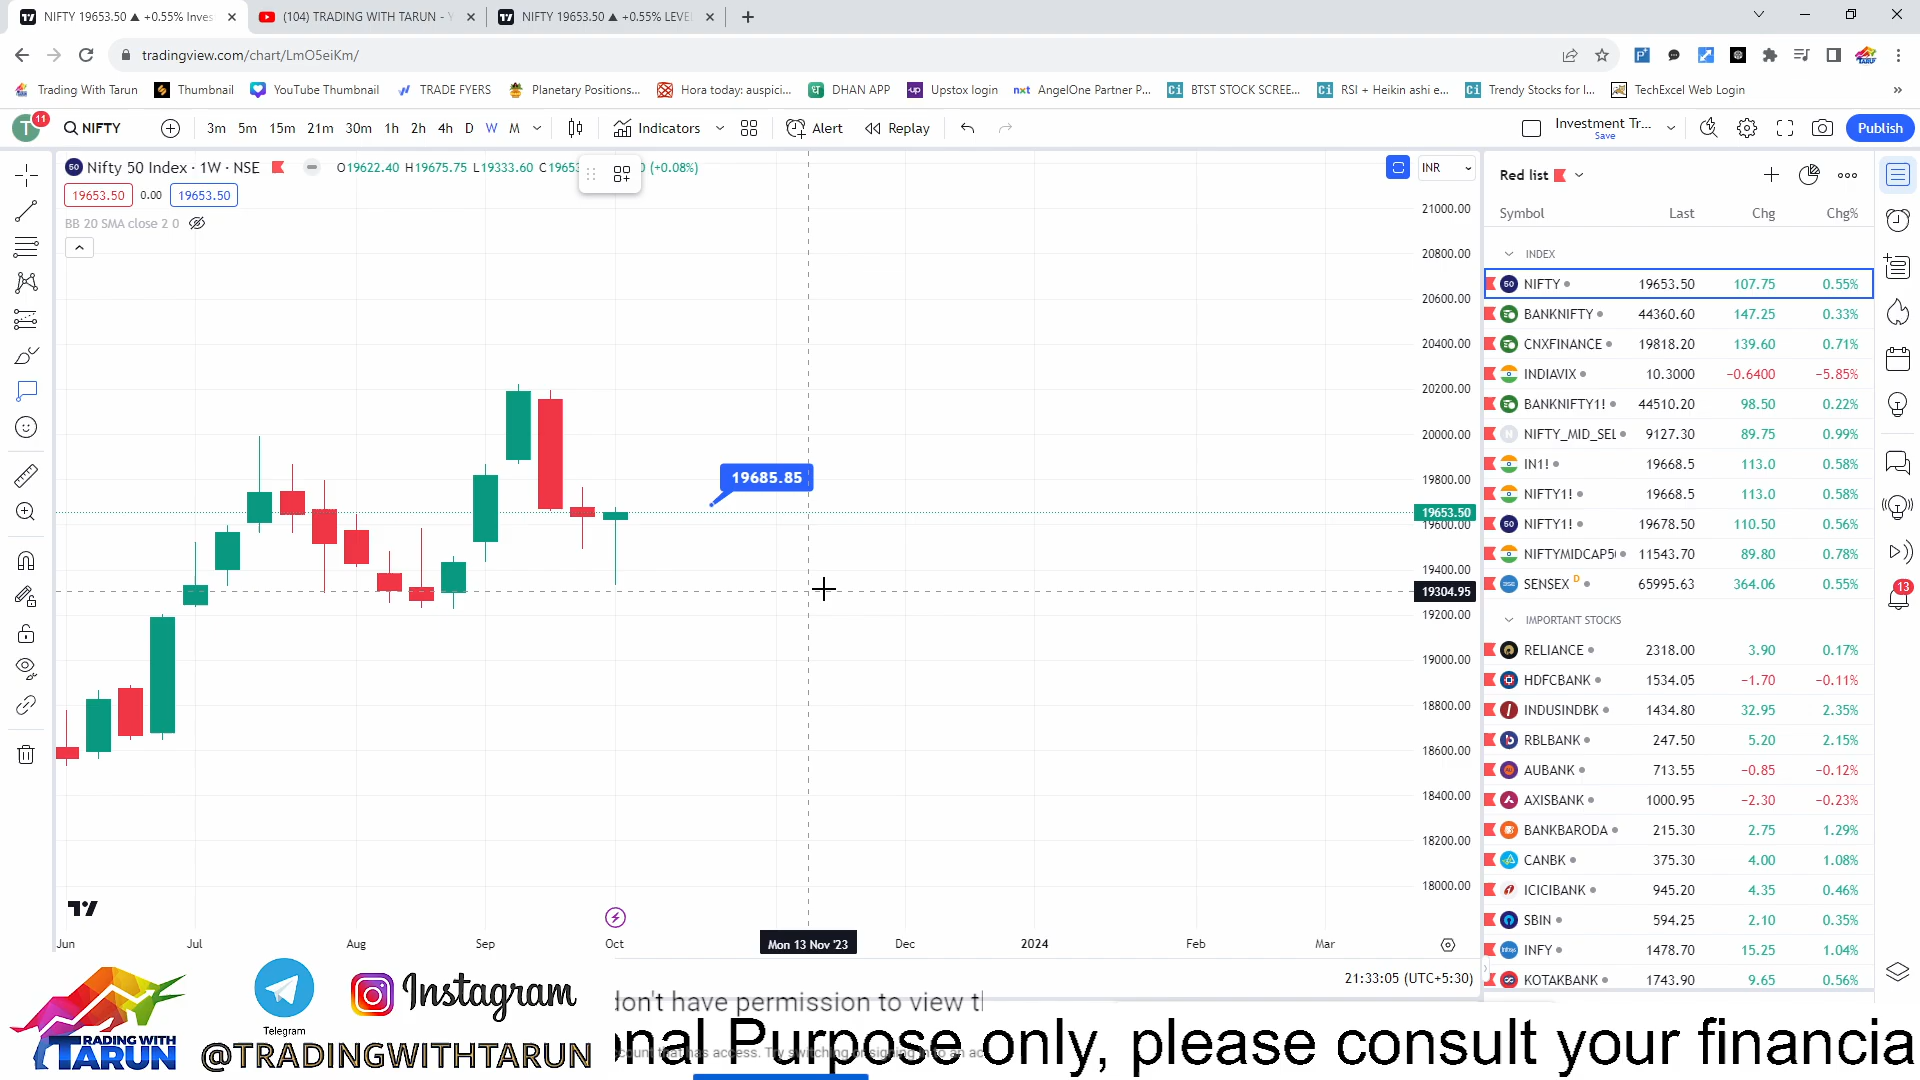 NIFTY 19653.50 ▲ +0.55% Inves
(104) TRADING WITH TARUN - Y
NIFTY 19653.50 ▲ +0.55% LEVE
tradingview.com/chart/LmO5eiKm/
Trading With Tarun
Thumbnail
YouTube Thumbnail
TRADE FYERS
Planetary Positions...
Hora today: auspici...
DHAN APP
Upstox login
AngelOne Partner P...
BTST STOCK SCREE...
RSI + Heikin ashi e...
Trendy Stocks for I...
TechExcel Web Login
»
T 11 NIFTY 3m 5m 15m 21m 30m 1h 2h 4h D W M Indicators Alert Replay
Investment Tr...
Save
Publish
Nifty 50 Index · 1W · NSE O19622.40 H19675.75 L19333.60 C1965 (+0.08%)
19653.50 0.00 19653.50
BB 20 SMA close 2 0
INR
21000.00
20800.00
20600.00
20400.00
20200.00
20000.00
19800.00
19685.85
19653.50
19600.00
19400.00
19304.95
19200.00
19000.00
18800.00
18600.00
18400.00
18200.00
18000.00
Jun Jul Aug Sep Oct Mon 13 Nov '23 Dec 2024 Feb Mar
21:33:05 (UTC+5:30)
Red list
Symbol Last Chg Chg%
INDEX
NIFTY 19653.50 107.75 0.55%
BANKNIFTY 44360.60 147.25 0.33%
CNXFINANCE 19818.20 139.60 0.71%
INDIAVIX 10.3000 −0.6400 −5.85%
BANKNIFTY1! 44510.20 98.50 0.22%
NIFTY_MID_SEL 9127.30 89.75 0.99%
IN1! 19668.5 113.0 0.58%
NIFTY1! 19668.5 113.0 0.58%
NIFTY1! 19678.50 110.50 0.56%
NIFTYMIDCAP5 11543.70 89.80 0.78%
SENSEX D 65995.63 364.06 0.55%
IMPORTANT STOCKS
RELIANCE 2318.00 3.90 0.17%
HDFCBANK 1534.05 −1.70 −0.11%
INDUSINDBK 1434.80 32.95 2.35%
RBLBANK 247.50 5.20 2.15%
AUBANK 713.55 −0.85 −0.12%
AXISBANK 1000.95 −2.30 −0.23%
BANKBARODA 215.30 2.75 1.29%
CANBK 375.30 4.00 1.08%
ICICIBANK 945.20 4.35 0.46%
SBIN 594.25 2.10 0.35%
INFY 1478.70 15.25 1.04%
KOTAKBANK 1743.90 9.65 0.56%
13
TRADING WITH
TARUN
Telegram
Instagram
@TRADINGWITHTARUN
don't have permission to view t
onal Purpose only, please consult your financia